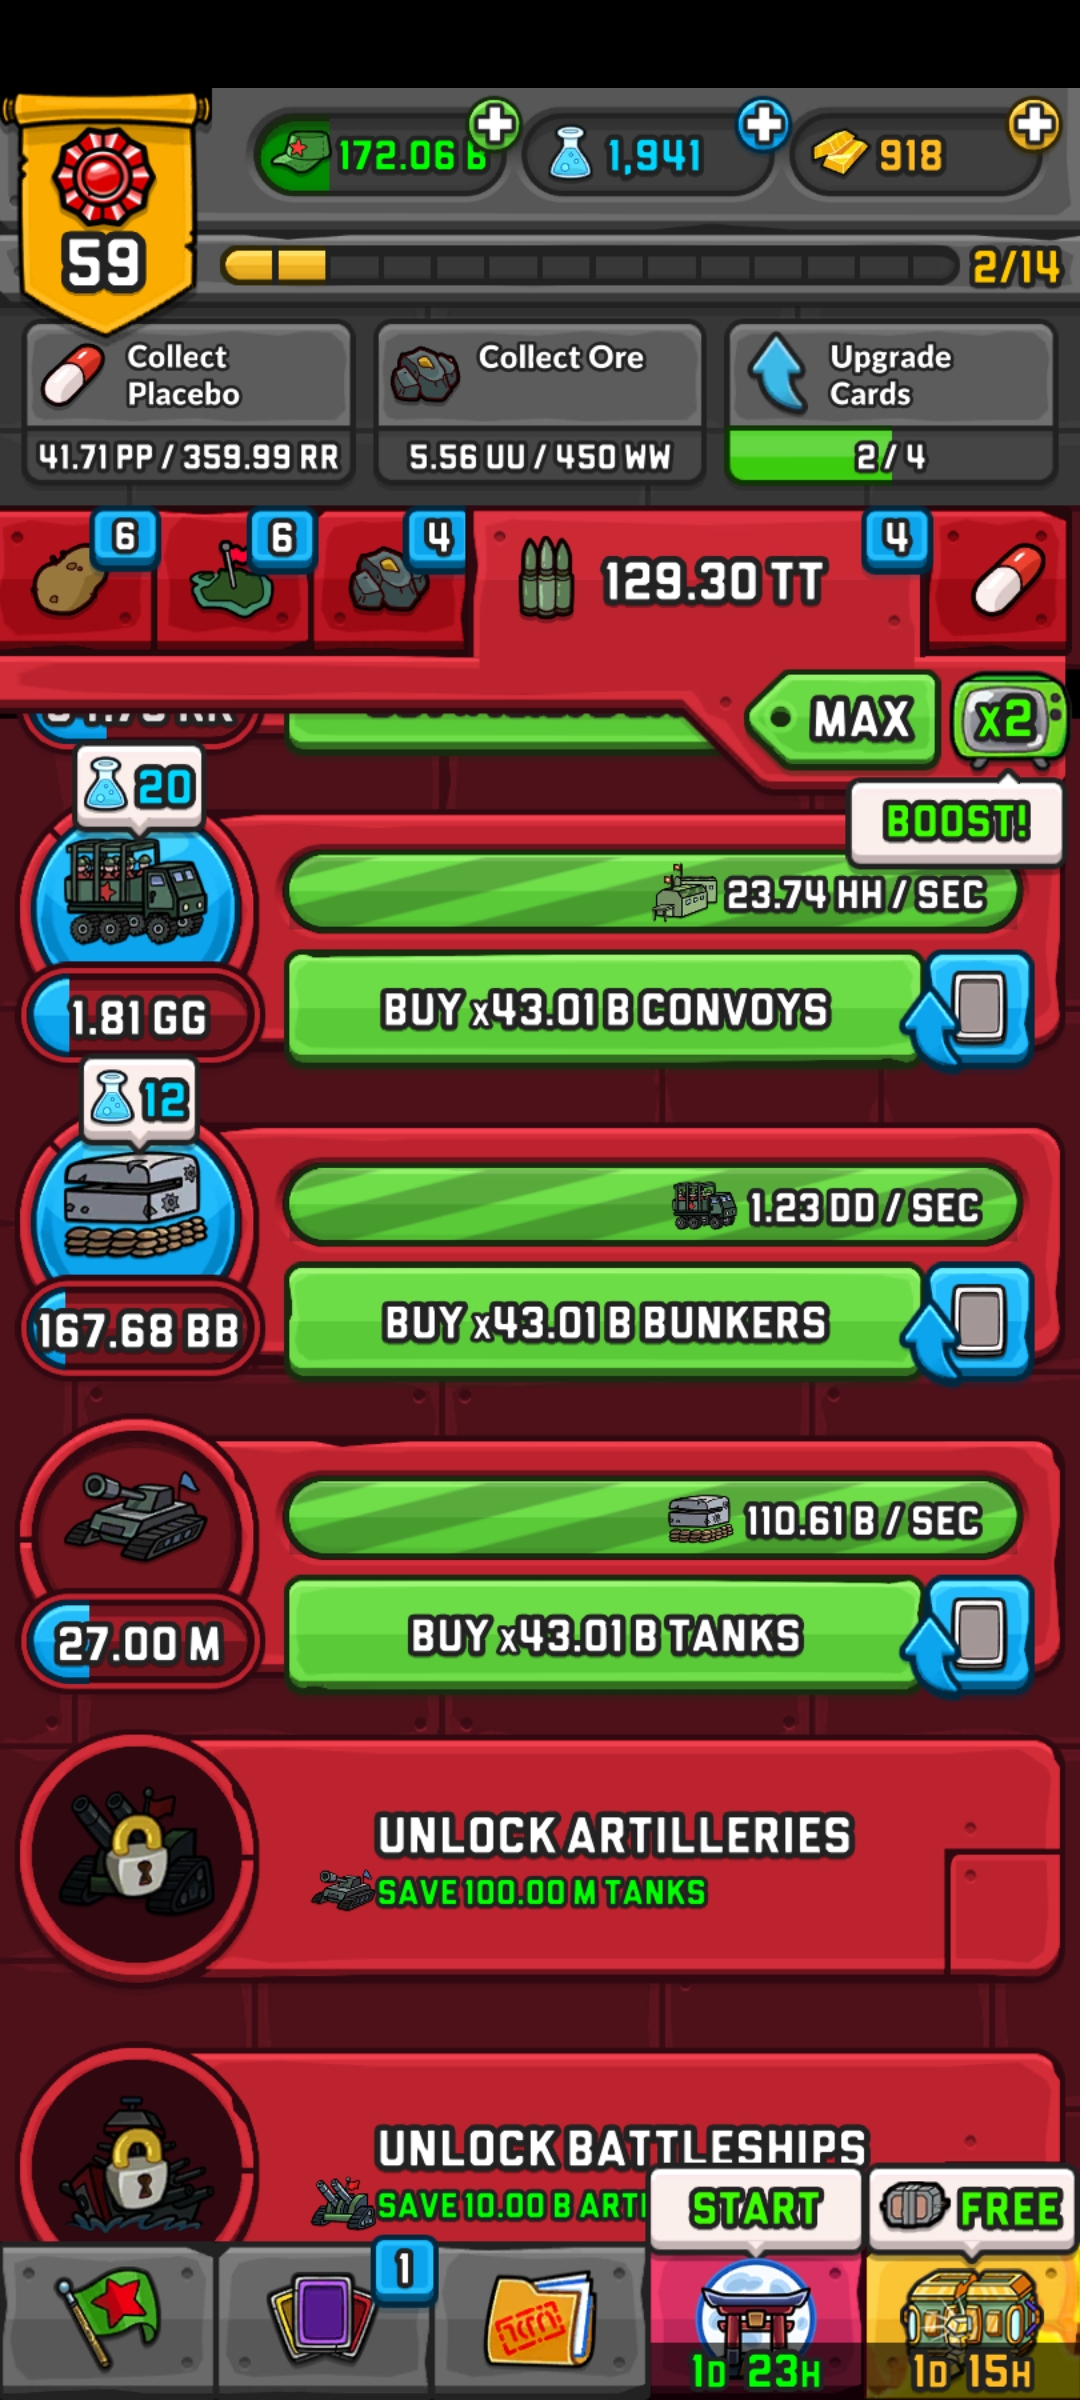 172.06 B
1,941
918
59
2/14
Collect
Placebo
41.71 PP / 359.99 RR
Collect Ore
5.56 UU / 450 WW
Upgrade
Cards
2/ 4
6
6
4
129.30 TT
4
MAX
x2
BOOST!
20
23.74 HH / SEC
1.81 GG
BUY x43.01 B CONVOYS
12
1.23 DD / SEC
167.68 BB
BUY x43.01 B BUNKERS
110.61 B / SEC
27.00 M
BUY x43.01 B TANKS
UNLOCK ARTILLERIES
SAVE 100.00 M TANKS
UNLOCK BATTLESHIPS
SAVE 10.00 B
START
FREE
1
1D 23H
1D 15H